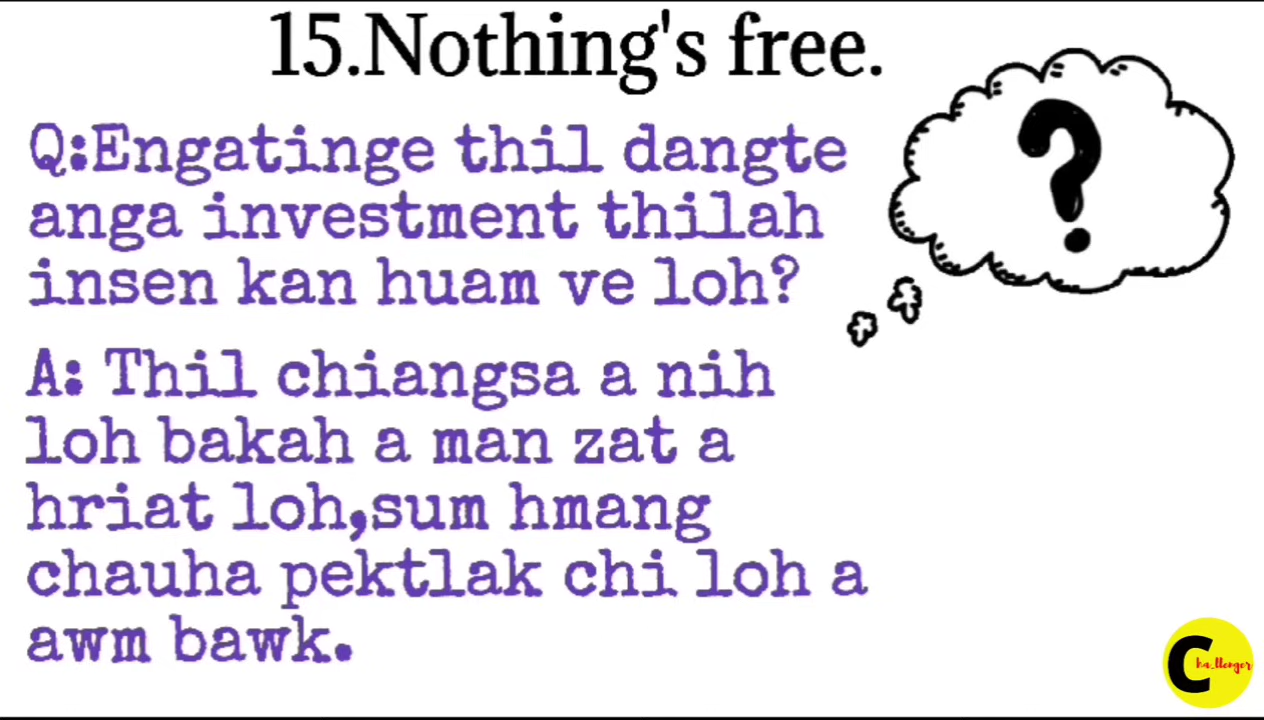 15.Nothing's free.
Q:Engatinge thil dangte
anga investment thilah
insen kan huam ve loh?
?
A: Thil chiangsa a nih
loh bakah a man zat a
hriat loh,sum hmang
chauha pektlak chi loh a
awm bawk.
Cha_llenger